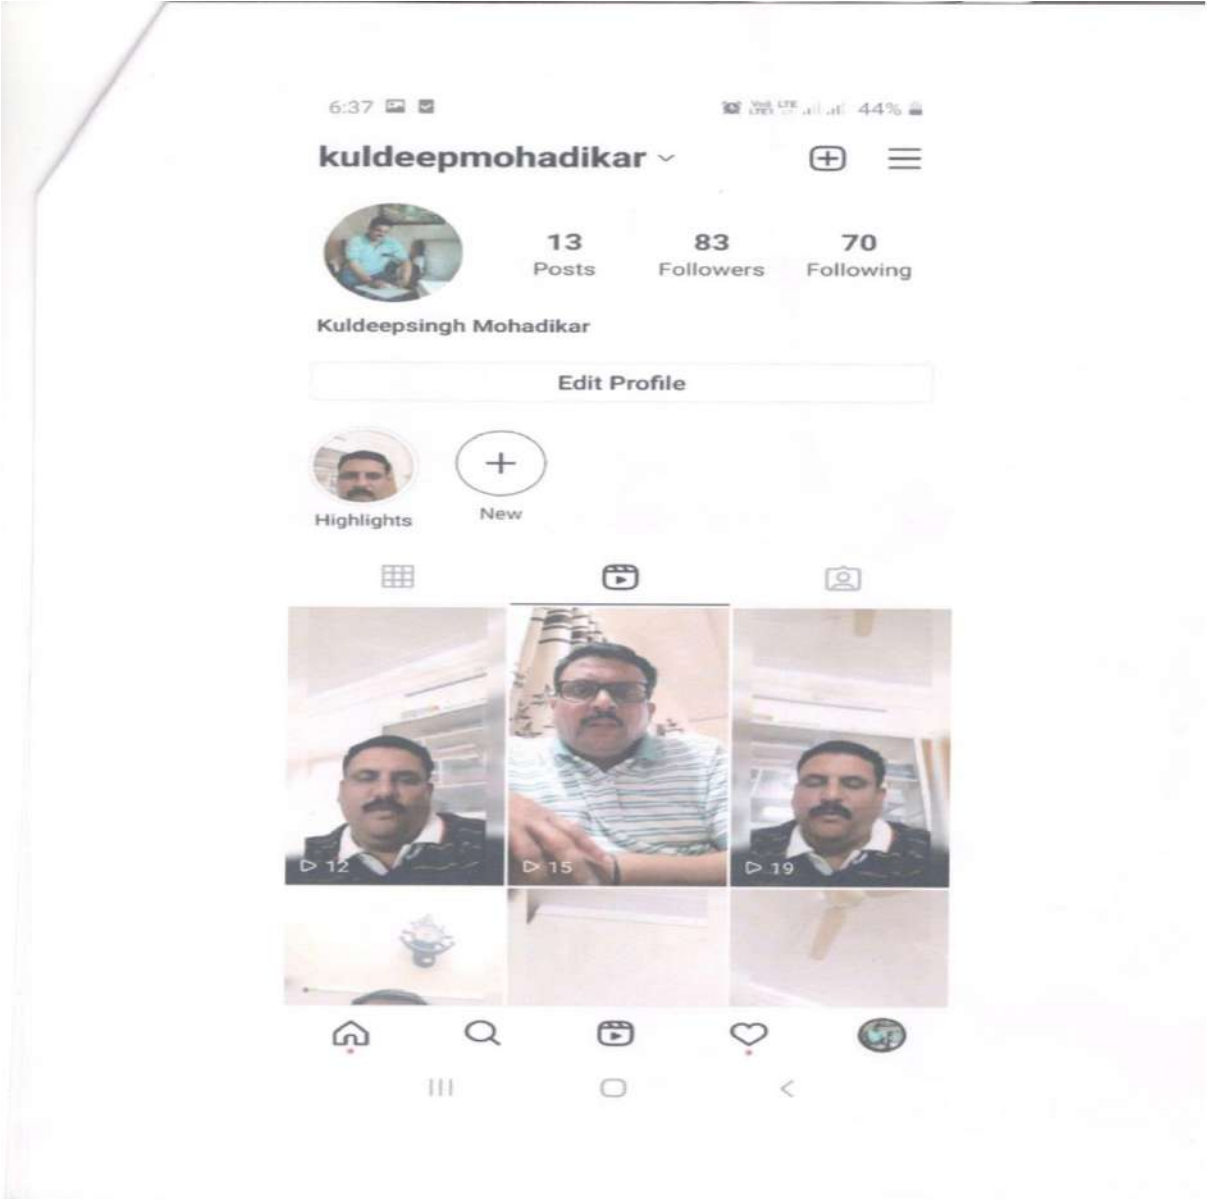 6:37 44%
kuldeepmohadikar
13 83 70
Posts Followers Following
Kuldeepsingh Mohadikar
Edit Profile
Highlights New
12 15 19